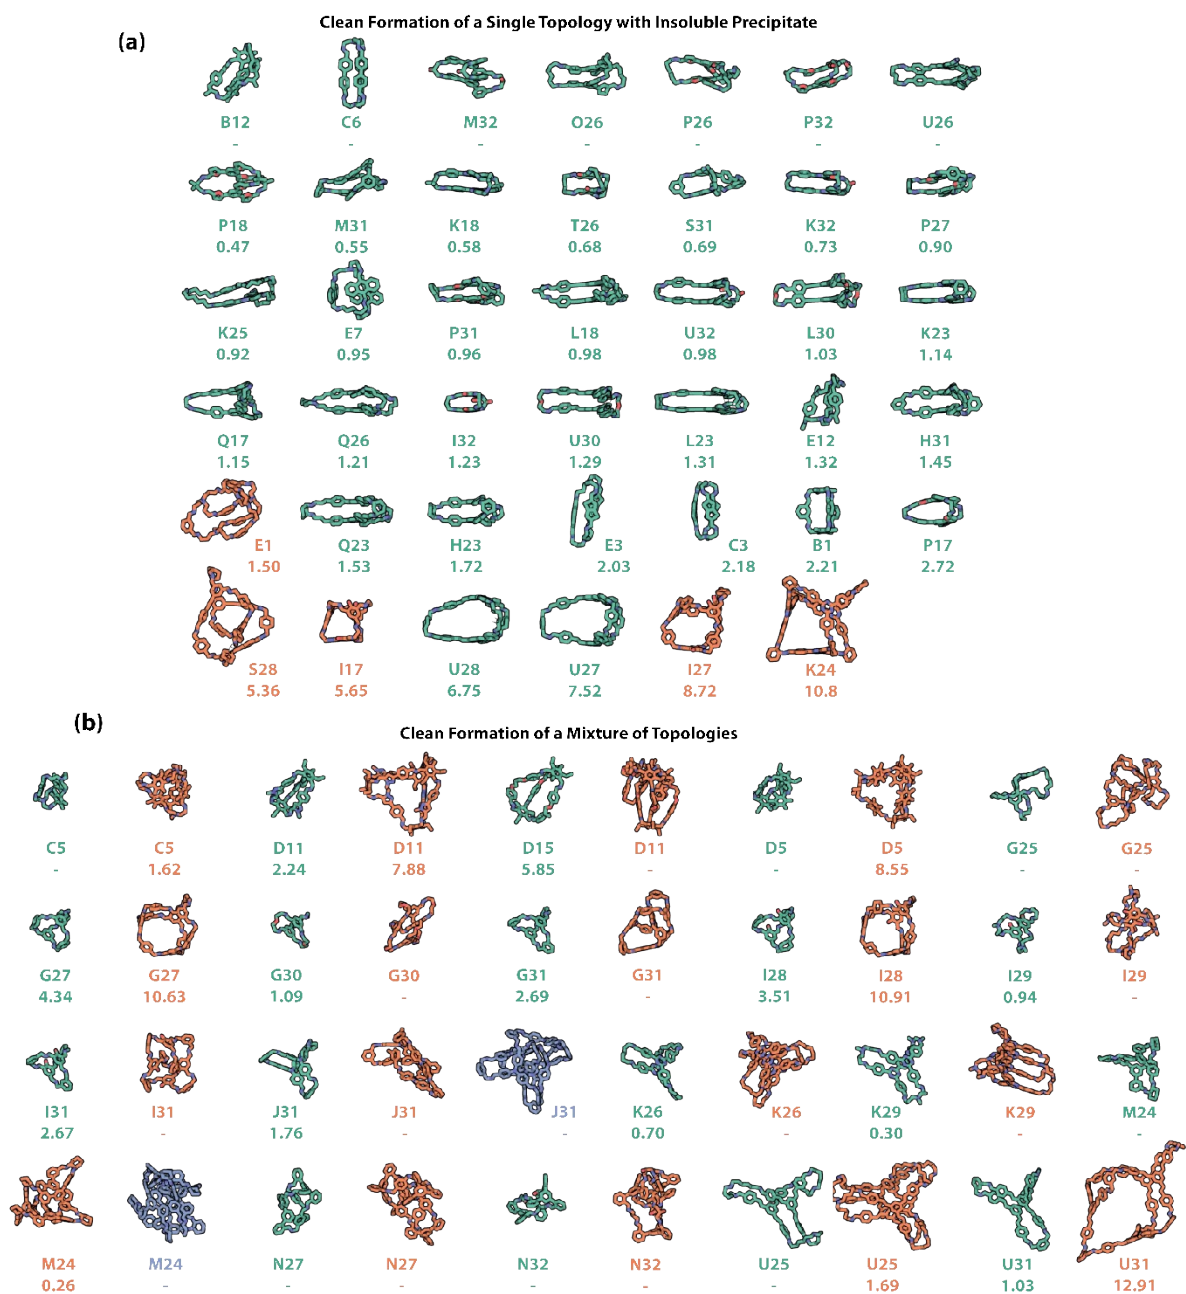 Clean Formation of a Single Topology with Insoluble Precipitate
(a)
B12 C6 M32 O26 P26 P32 U26
- - - - - - -
P18 M31 K18 T26 S31 K32 P27
0.47 0.55 0.58 0.68 0.69 0.73 0.90
K25 E7 P31 L18 U32 L30 K23
0.92 0.95 0.96 0.98 0.98 1.03 1.14
Q17 Q26 I32 U30 L23 E12 H31
1.15 1.21 1.23 1.29 1.31 1.32 1.45
E1 Q23 H23 E3 C3 B1 P17
1.50 1.53 1.72 2.03 2.18 2.21 2.72
S28 I17 U28 U27 I27 K24
5.36 5.65 6.75 7.52 8.72 10.8
(b)
Clean Formation of a Mixture of Topologies
C5 C5 D11 D11 D15 D11 D5 D5 G25 G25
- 1.62 2.24 7.88 5.85 - - 8.55 - -
G27 G27 G30 G30 G31 G31 I28 I28 I29 I29
4.34 10.63 1.09 - 2.69 - 3.51 10.91 0.94 -
I31 I31 J31 J31 J31 K26 K26 K29 K29 M24
2.67 - 1.76 - - 0.70 - 0.30 - -
M24 M24 N27 N27 N32 N32 U25 U25 U31 U31
0.26 - - - - - - 1.69 1.03 12.91